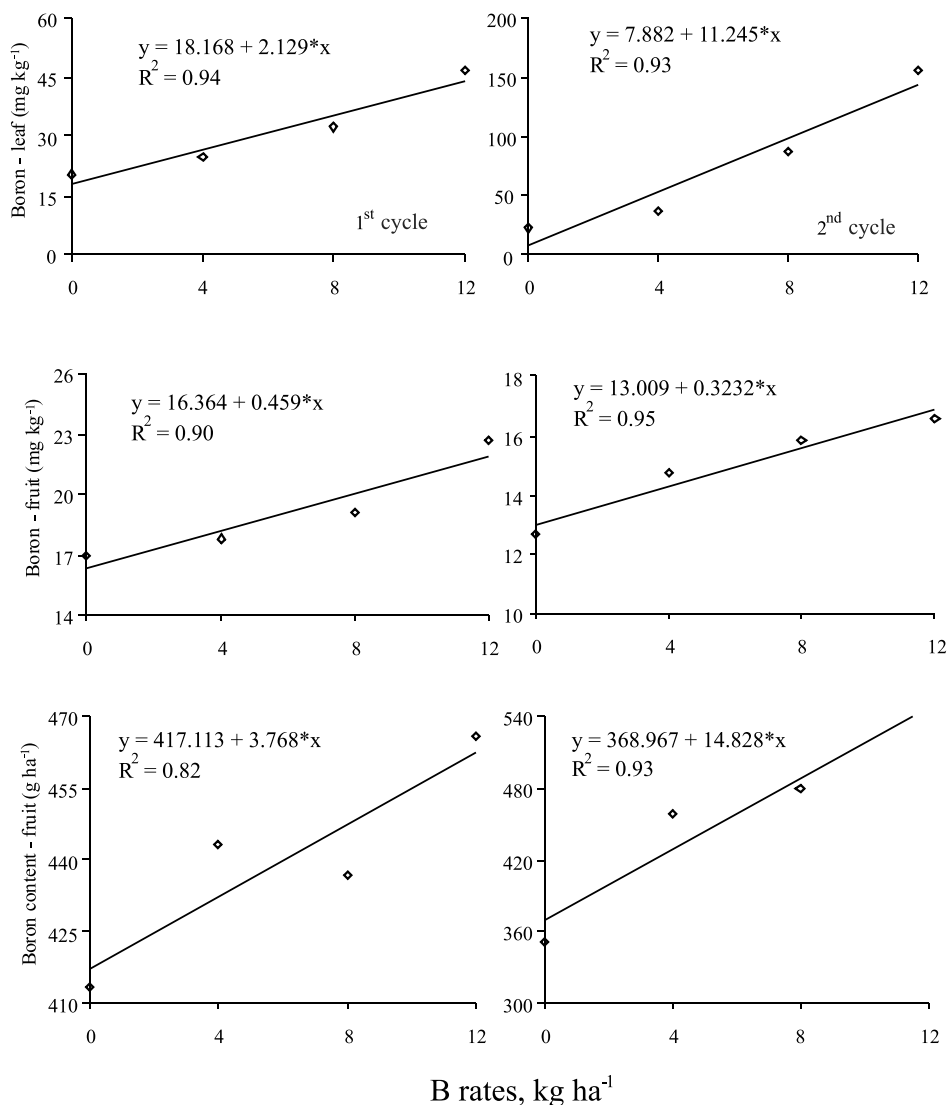 60
45
30
15
0
Boron - leaf (mg kg⁻¹)
y = 18.168 + 2.129*x
R² = 0.94
1ˢᵗ cycle
0 4 8 12
200
150
100
50
0
y = 7.882 + 11.245*x
R² = 0.93
2ⁿᵈ cycle
0 4 8 12
26
23
20
17
14
Boron - fruit (mg kg⁻¹)
y = 16.364 + 0.459*x
R² = 0.90
0 4 8 12
18
16
14
12
10
y = 13.009 + 0.3232*x
R² = 0.95
0 4 8 12
470
455
440
425
410
Boron content - fruit (g ha⁻¹)
y = 417.113 + 3.768*x
R² = 0.82
0 4 8 12
540
480
420
360
300
y = 368.967 + 14.828*x
R² = 0.93
0 4 8 12
B rates, kg ha⁻¹